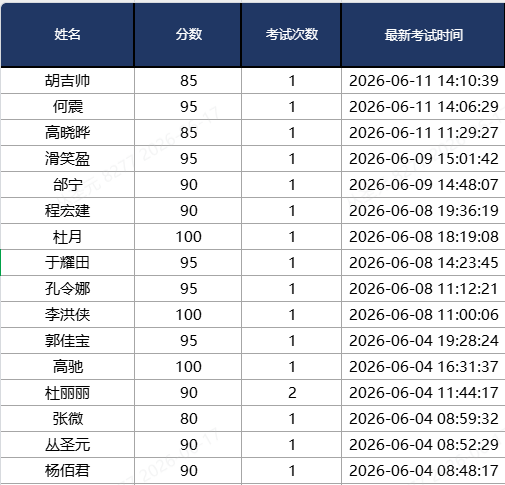 姓名 分数 考试次数 最新考试时间
胡吉帅 85 1 2026-06-11 14:10:39
何震 95 1 2026-06-11 14:06:29
高晓晔 85 1 2026-06-11 11:29:27
滑笑盈 95 1 2026-06-09 15:01:42
邰宁 90 1 2026-06-09 14:48:07
程宏建 90 1 2026-06-08 19:36:19
杜月 100 1 2026-06-08 18:19:08
于耀田 95 1 2026-06-08 14:23:45
孔令娜 95 1 2026-06-08 11:12:21
李洪侠 100 1 2026-06-08 11:00:06
郭佳宝 95 1 2026-06-04 19:28:24
高驰 100 1 2026-06-04 16:31:37
杜丽丽 90 2 2026-06-04 11:44:17
张微 80 1 2026-06-04 08:59:32
丛圣元 90 1 2026-06-04 08:52:29
杨佰君 90 1 2026-06-04 08:48:17